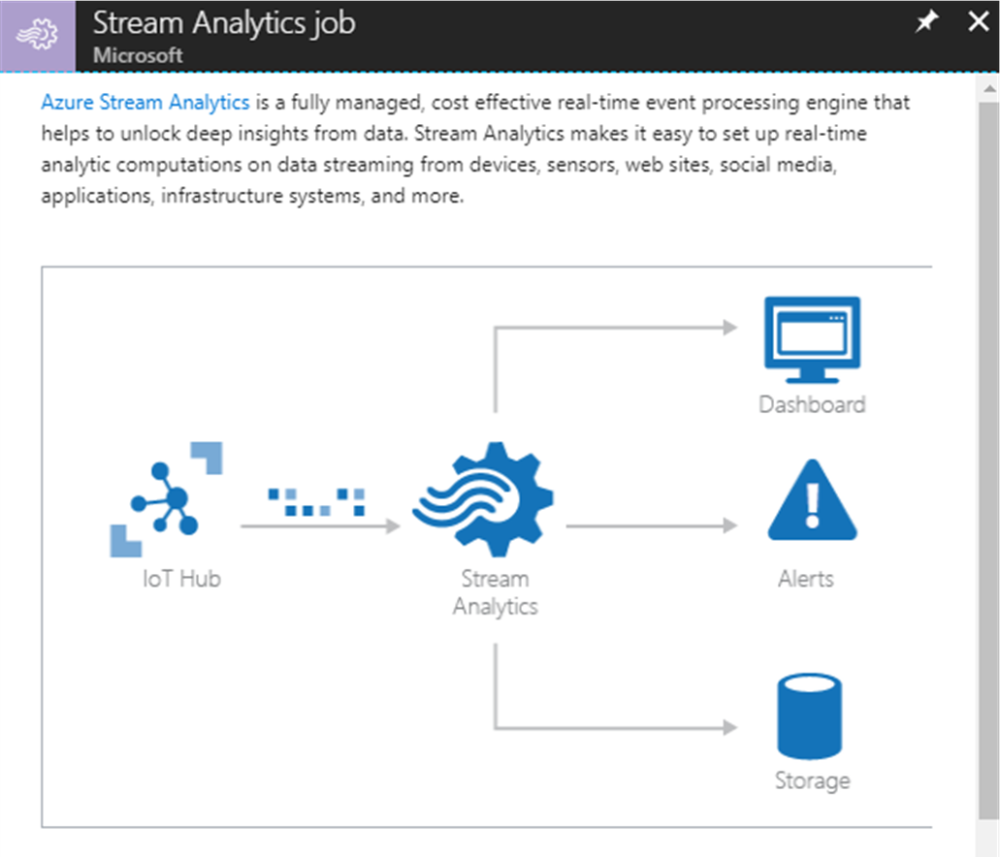 Stream Analytics job
Microsoft
Azure Stream Analytics is a fully managed, cost effective real-time event processing engine that
helps to unlock deep insights from data. Stream Analytics makes it easy to set up real-time
analytic computations on data streaming from devices, sensors, web sites, social media,
applications, infrastructure systems, and more.
Dashboard
IoT Hub
Stream
Analytics
Alerts
Storage